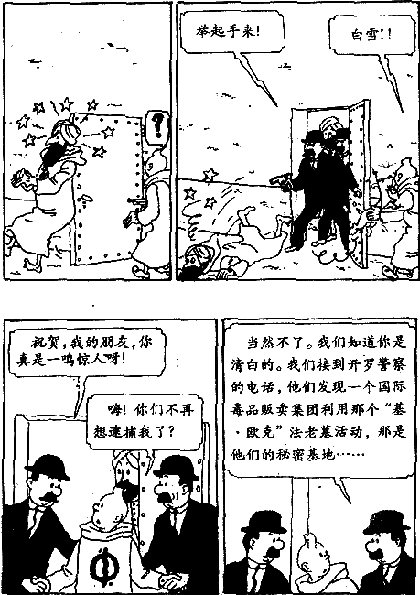 举起手来!
白雪!!
?
祝贺,我的朋友,你
真是一鸣惊人呀!
嗨!你们不再
想逮捕我了?
当然不了。我们知道你是
清白的。我们接到开罗警察
的电话,他们发现一个国际
毒品贩卖集团利用那个“基
·欧克”法老墓活动,那是
他们的秘密基地……